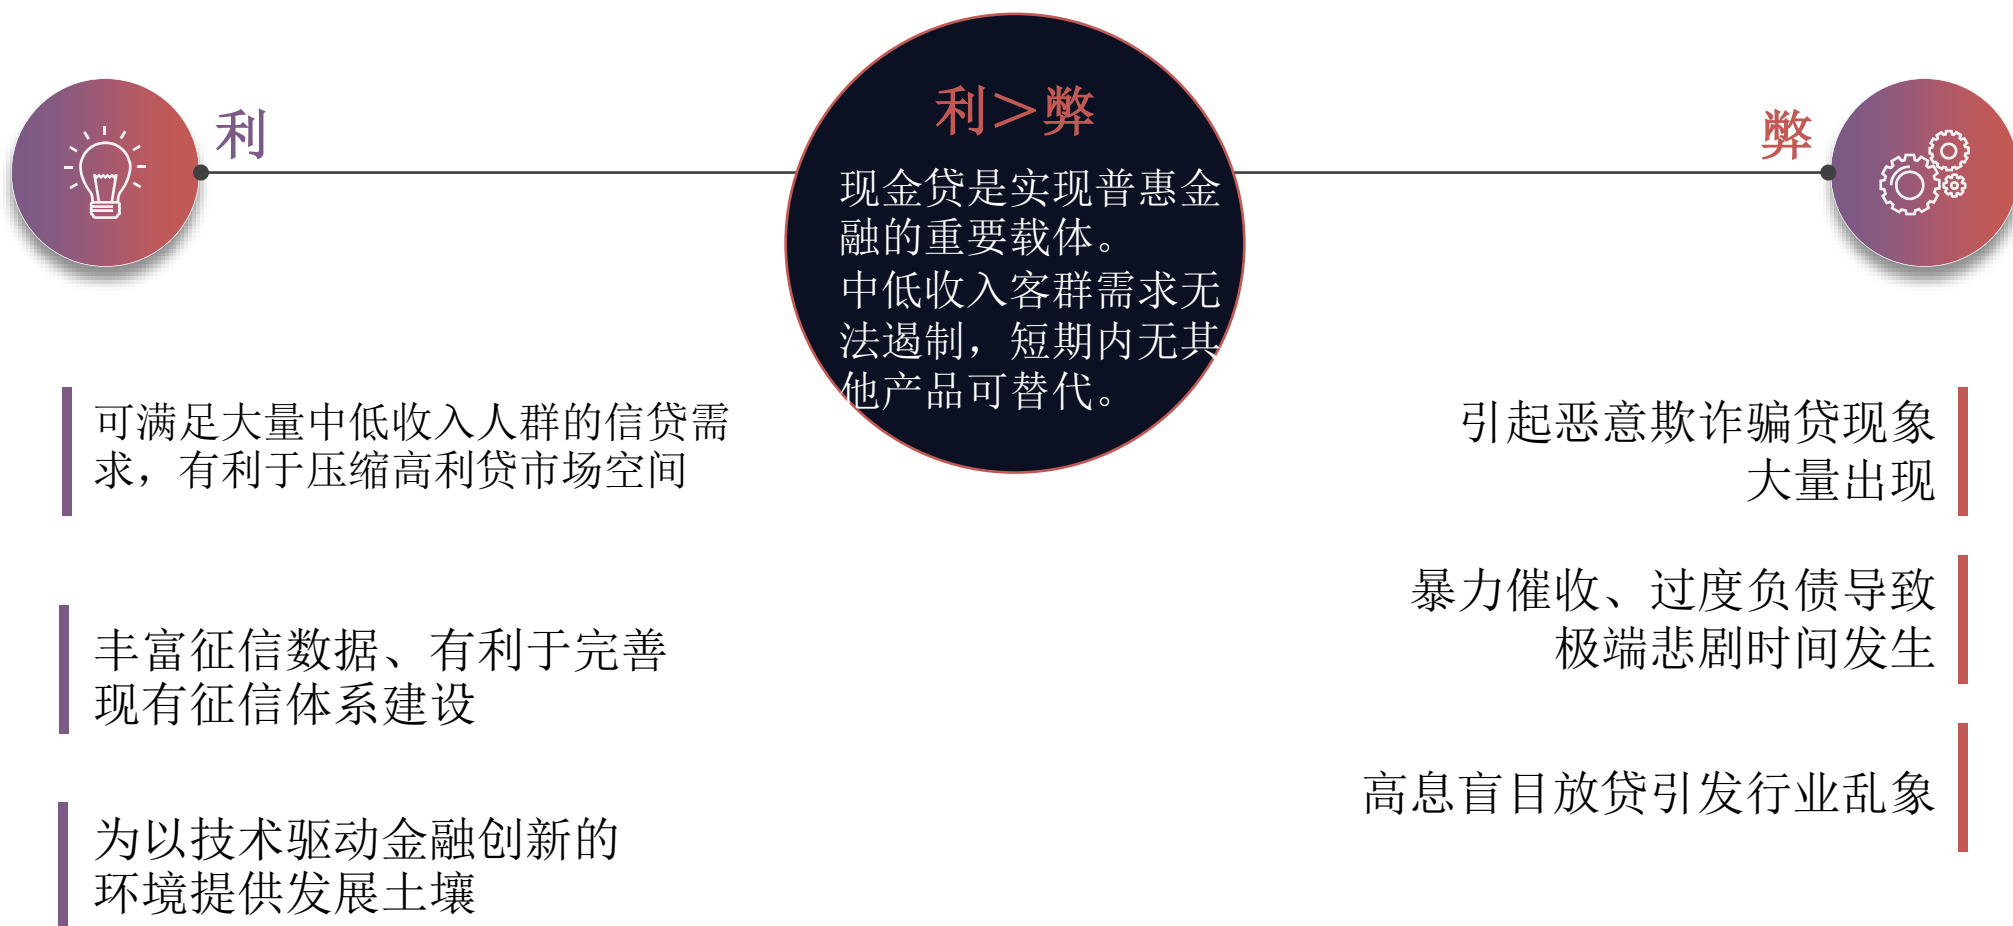 利
利>弊
弊
现金贷是实现普惠金
融的重要载体。
中低收入客群需求无
法遏制，短期内无其
他产品可替代。
可满足大量中低收入人群的信贷需
求，有利于压缩高利贷市场空间
丰富征信数据、有利于完善
现有征信体系建设
为以技术驱动金融创新的
环境提供发展土壤
引起恶意欺诈骗贷现象
大量出现
暴力催收、过度负债导致
极端悲剧时间发生
高息盲目放贷引发行业乱象